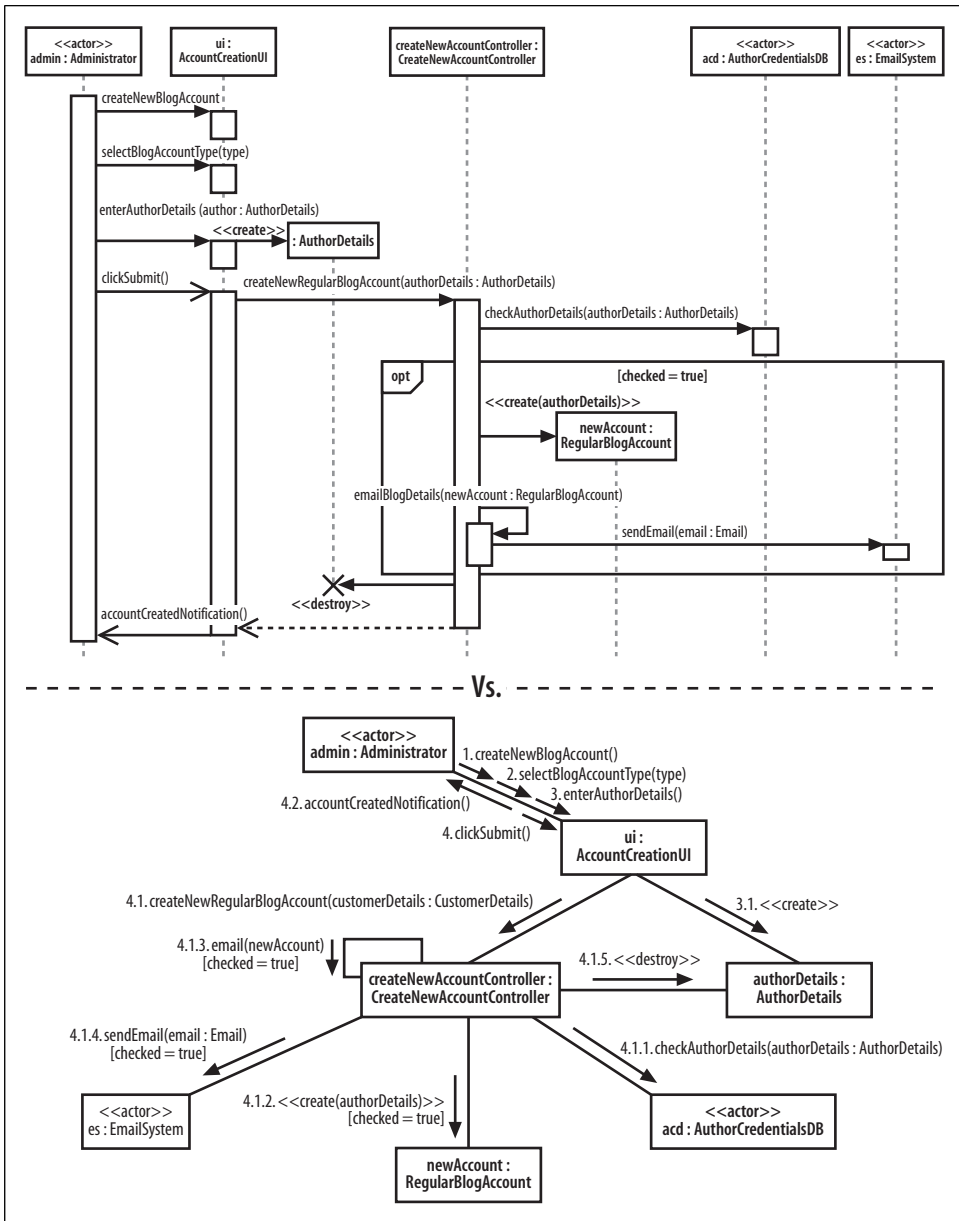 <<actor>>
admin : Administrator
ui :
AccountCreationUI
createNewAccountController :
CreateNewAccountController
<<actor>>
acd : AuthorCredentialsDB
<<actor>>
es : EmailSystem
createNewBlogAccount
selectBlogAccountType(type)
enterAuthorDetails (author : AuthorDetails)
<<create>>
: AuthorDetails
clickSubmit()
createNewRegularBlogAccount(authorDetails : AuthorDetails)
checkAuthorDetails(authorDetails : AuthorDetails)
opt
[checked = true]
<<create(authorDetails)>>
newAccount :
RegularBlogAccount
emailBlogDetails(newAccount : RegularBlogAccount)
sendEmail(email : Email)
<<destroy>>
accountCreatedNotification()
Vs.
<<actor>>
admin : Administrator
1. createNewBlogAccount()
2. selectBlogAccountType(type)
3. enterAuthorDetails()
4.2. accountCreatedNotification()
4. clickSubmit()
ui :
AccountCreationUI
4.1. createNewRegularBlogAccount(customerDetails : CustomerDetails)
3.1. <<create>>
4.1.3. email(newAccount)
[checked = true]
createNewAccountController :
CreateNewAccountController
4.1.5. <<destroy>>
authorDetails :
AuthorDetails
4.1.4. sendEmail(email : Email)
[checked = true]
4.1.1. checkAuthorDetails(authorDetails : AuthorDetails)
<<actor>>
es : EmailSystem
4.1.2. <<create(authorDetails)>>
[checked = true]
<<actor>>
acd : AuthorCredentialsDB
newAccount :
RegularBlogAccount